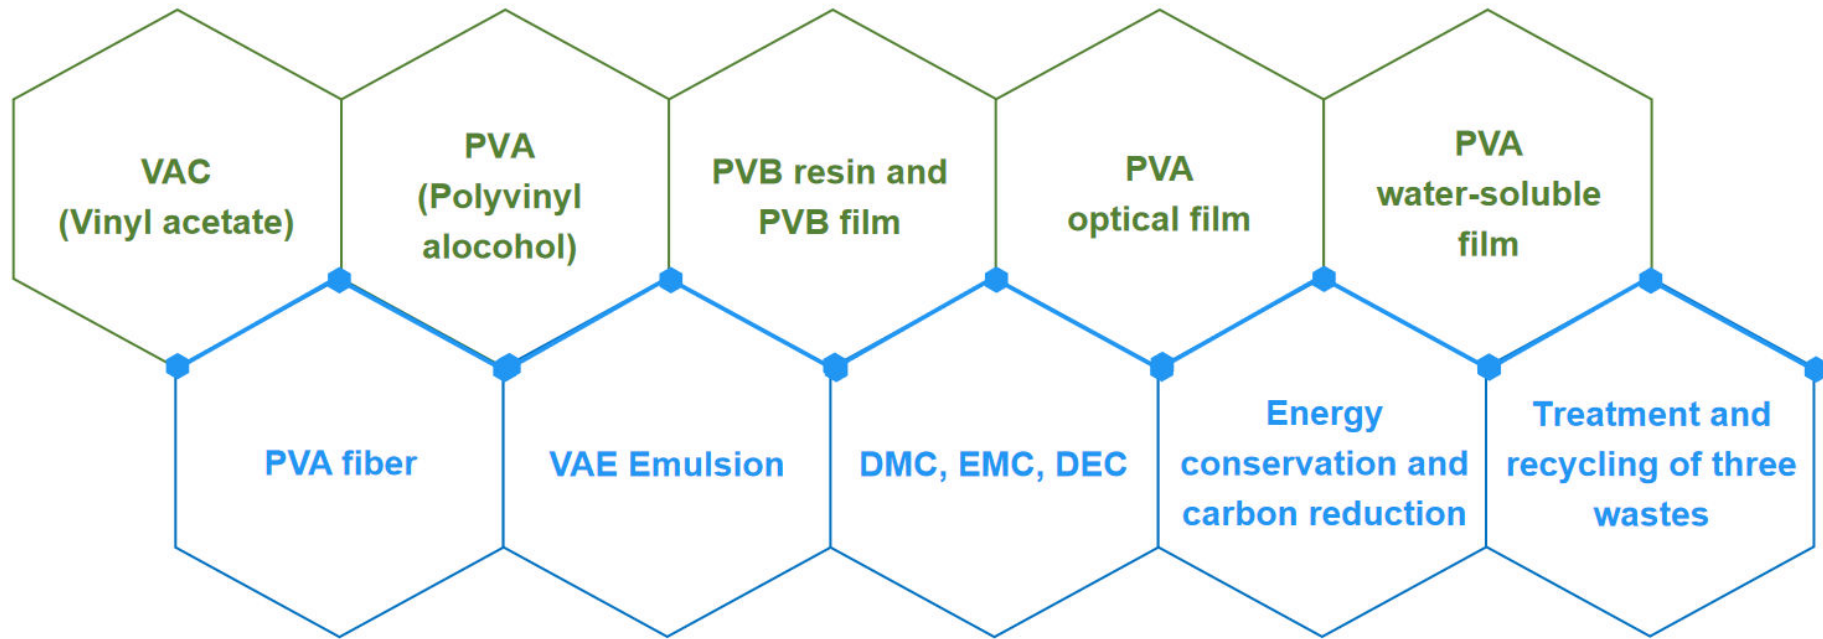 VAC
(Vinyl acetate)
PVA
(Polyvinyl
alocohol)
PVB resin and
PVB film
PVA
optical film
PVA
water-soluble
film
PVA fiber
VAE Emulsion
DMC, EMC, DEC
Energy
conservation and
carbon reduction
Treatment and
recycling of three
wastes